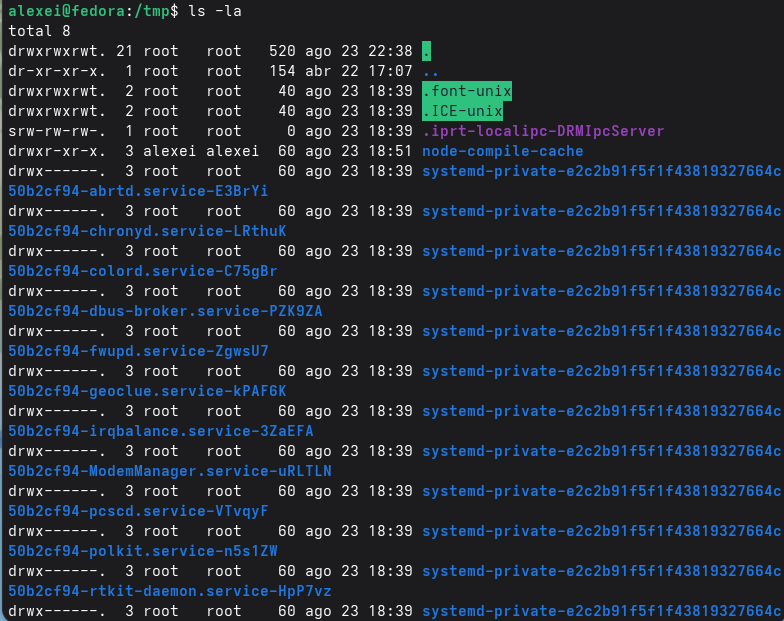 alexei@fedora:/tmp$ ls -la
total 8
drwxrwxrwt. 21 root   root   520 ago 23 22:38 .
dr-xr-xr-x.  1 root   root   154 abr 22 17:07 ..
drwxrwxrwt.  2 root   root    40 ago 23 18:39 .font-unix
drwxrwxrwt.  2 root   root    40 ago 23 18:39 .ICE-unix
srw-rw-rw-.  1 root   root     0 ago 23 18:39 .iprt-localipc-DRMIpcServer
drwxr-xr-x.  3 alexei alexei  60 ago 23 18:51 node-compile-cache
drwx------.  3 root   root    60 ago 23 18:39 systemd-private-e2c2b91f5f1f43819327664c
50b2cf94-abrtd.service-E3BrYi
drwx------.  3 root   root    60 ago 23 18:39 systemd-private-e2c2b91f5f1f43819327664c
50b2cf94-chronyd.service-LRthuK
drwx------.  3 root   root    60 ago 23 18:39 systemd-private-e2c2b91f5f1f43819327664c
50b2cf94-colord.service-C75gBr
drwx------.  3 root   root    60 ago 23 18:39 systemd-private-e2c2b91f5f1f43819327664c
50b2cf94-dbus-broker.service-PZK9ZA
drwx------.  3 root   root    60 ago 23 18:39 systemd-private-e2c2b91f5f1f43819327664c
50b2cf94-fwupd.service-ZgwsU7
drwx------.  3 root   root    60 ago 23 18:39 systemd-private-e2c2b91f5f1f43819327664c
50b2cf94-geoclue.service-kPAF6K
drwx------.  3 root   root    60 ago 23 18:39 systemd-private-e2c2b91f5f1f43819327664c
50b2cf94-irqbalance.service-3ZaEFA
drwx------.  3 root   root    60 ago 23 18:39 systemd-private-e2c2b91f5f1f43819327664c
50b2cf94-ModemManager.service-uRLTLN
drwx------.  3 root   root    60 ago 23 18:39 systemd-private-e2c2b91f5f1f43819327664c
50b2cf94-pcscd.service-VTvqyF
drwx------.  3 root   root    60 ago 23 18:39 systemd-private-e2c2b91f5f1f43819327664c
50b2cf94-polkit.service-n5s1ZW
drwx------.  3 root   root    60 ago 23 18:39 systemd-private-e2c2b91f5f1f43819327664c
50b2cf94-rtkit-daemon.service-HpP7vz
drwx------.  3 root   root    60 ago 23 18:39 systemd-private-e2c2b91f5f1f43819327664c